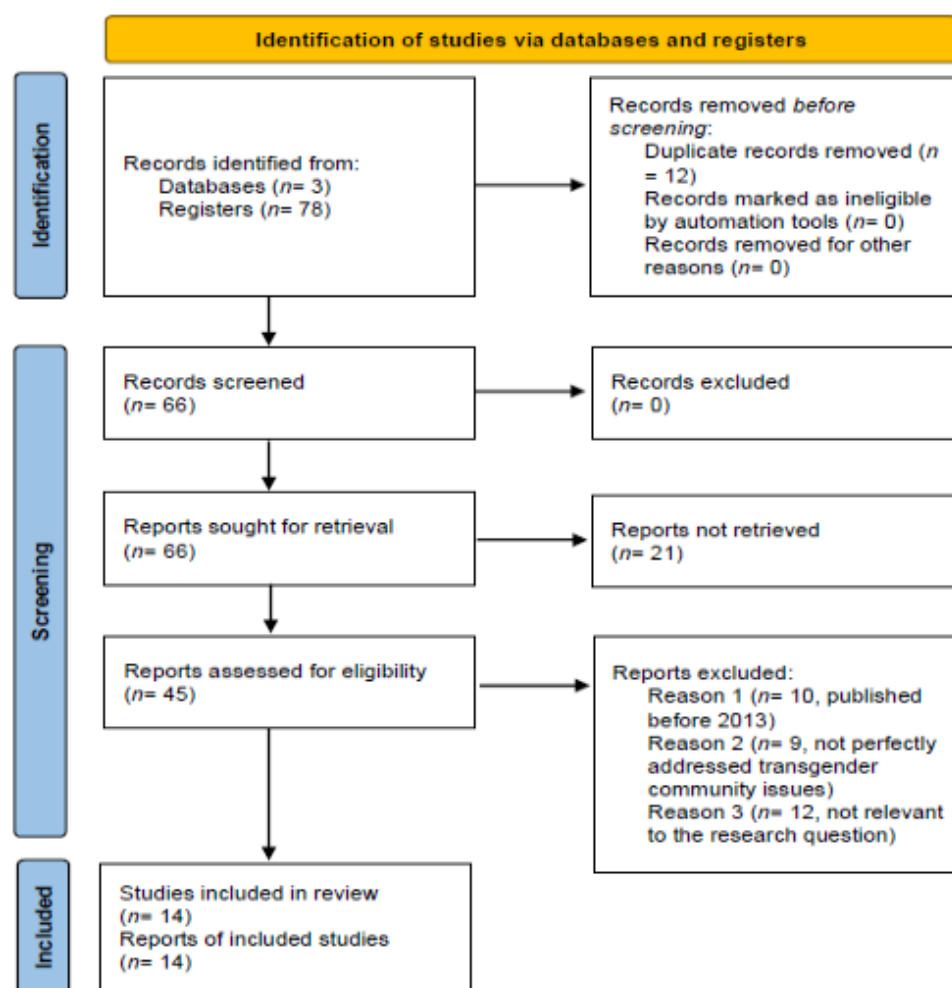 Identification of studies via databases and registers
Identification
Records identified from:
Databases (n= 3)
Registers (n= 78)
Records removed before
screening:
Duplicate records removed (n
= 12)
Records marked as ineligible
by automation tools (n= 0)
Records removed for other
reasons (n= 0)
Screening
Records screened
(n= 66)
Records excluded
(n= 0)
Reports sought for retrieval
(n= 66)
Reports not retrieved
(n= 21)
Reports assessed for eligibility
(n= 45)
Reports excluded:
Reason 1 (n= 10, published
before 2013)
Reason 2 (n= 9, not perfectly
addressed transgender
community issues)
Reason 3 (n= 12, not relevant
to the research question)
Included
Studies included in review
(n= 14)
Reports of included studies
(n= 14)